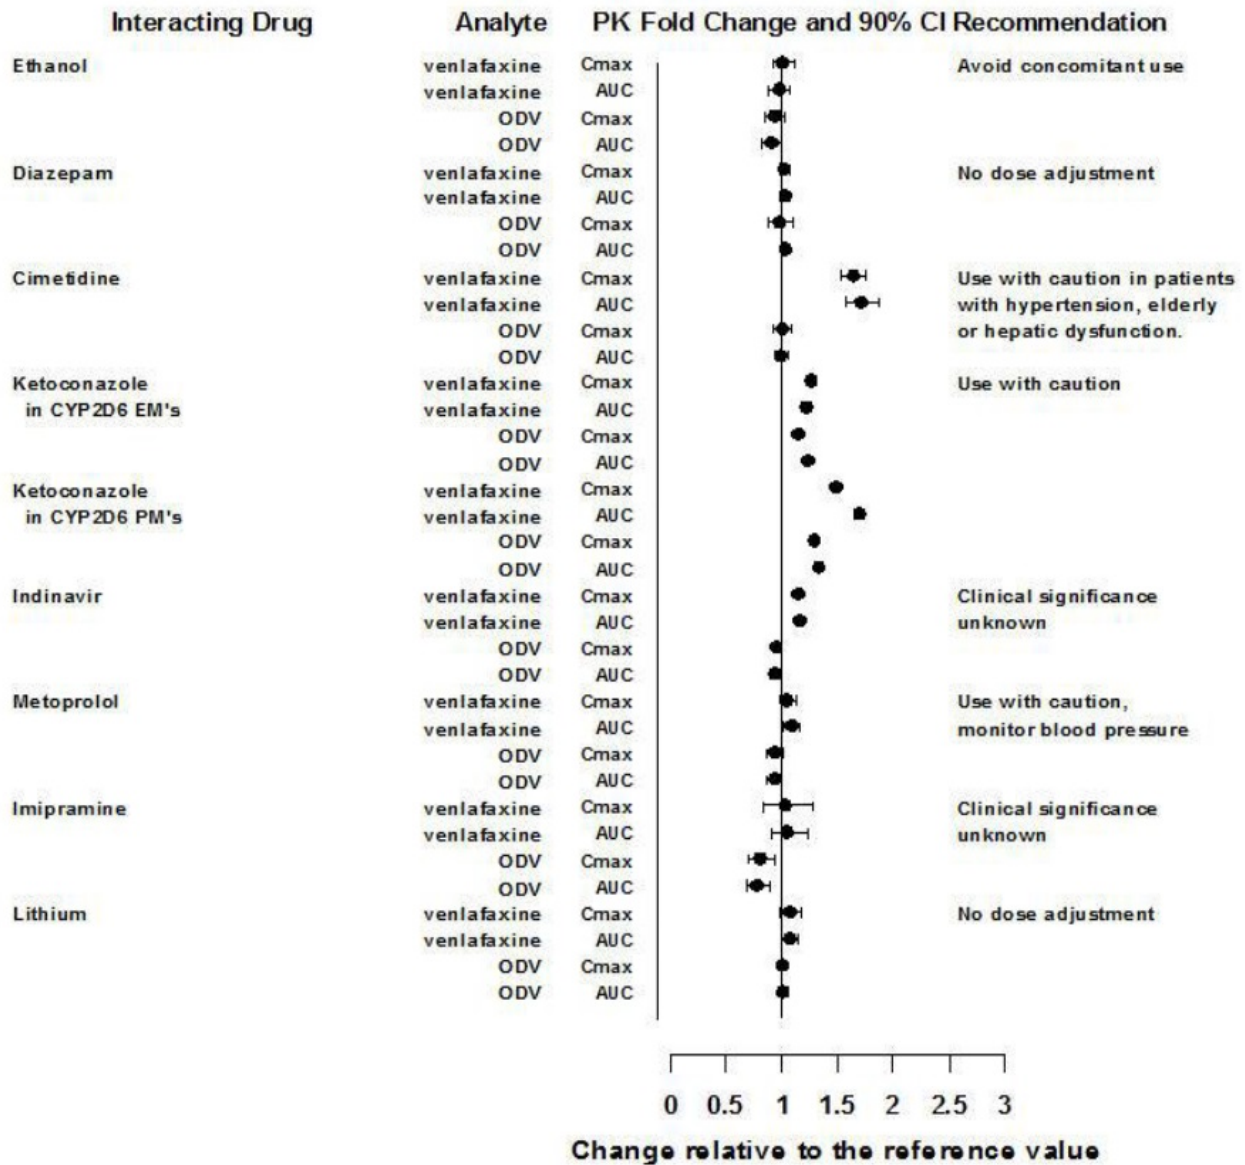 Interacting Drug Analyte PK Fold Change and 90% CI Recommendation
Ethanol venlafaxine Cmax Avoid concomitant use
venlafaxine AUC
ODV Cmax
ODV AUC
Diazepam venlafaxine Cmax No dose adjustment
venlafaxine AUC
ODV Cmax
ODV AUC
Cimetidine venlafaxine Cmax Use with caution in patients
venlafaxine AUC with hypertension, elderly
ODV Cmax or hepatic dysfunction.
ODV AUC
Ketoconazole venlafaxine Cmax Use with caution
in CYP2D6 EM's venlafaxine AUC
ODV Cmax
ODV AUC
Ketoconazole venlafaxine Cmax
in CYP2D6 PM's venlafaxine AUC
ODV Cmax
ODV AUC
Indinavir venlafaxine Cmax Clinical significance
venlafaxine AUC unknown
ODV Cmax
ODV AUC
Metoprolol venlafaxine Cmax Use with caution,
venlafaxine AUC monitor blood pressure
ODV Cmax
ODV AUC
Imipramine venlafaxine Cmax Clinical significance
venlafaxine AUC unknown
ODV Cmax
ODV AUC
Lithium venlafaxine Cmax No dose adjustment
venlafaxine AUC
ODV Cmax
ODV AUC
0 0.5 1 1.5 2 2.5 3
Change relative to the reference value